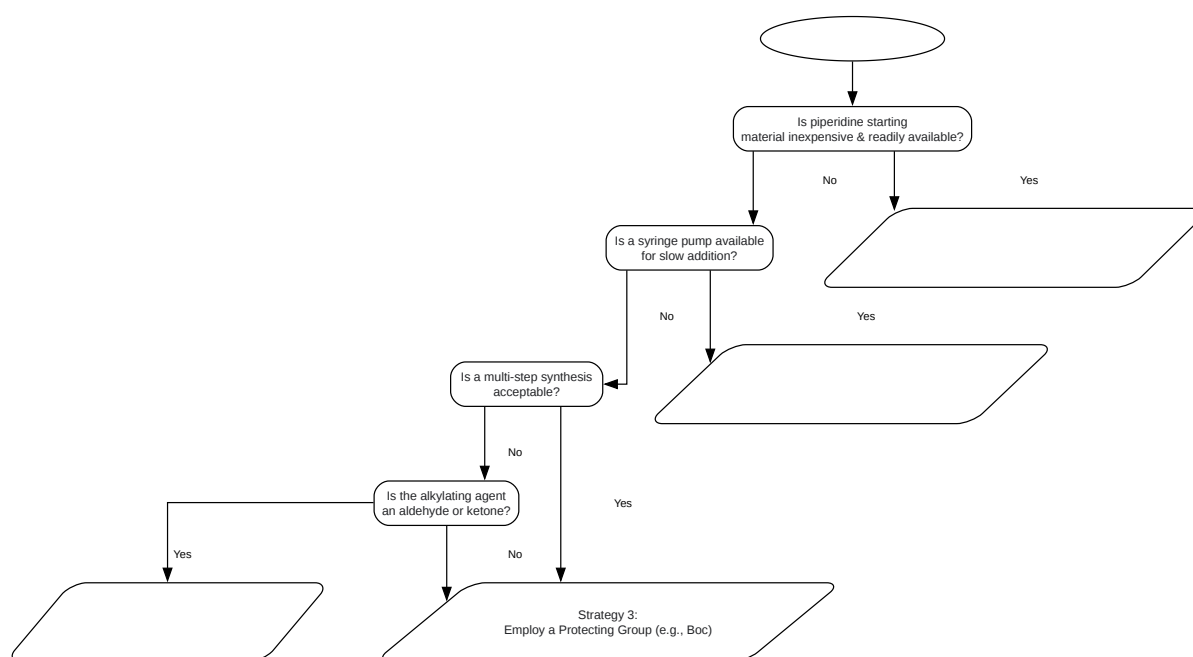 Is piperidine starting
material inexpensive & readily available?
No
Yes
Is a syringe pump available
for slow addition?
No
Yes
Is a multi-step synthesis
acceptable?
No
Is the alkylating agent
an aldehyde or ketone?
Yes
Yes
No
Strategy 3:
Employ a Protecting Group (e.g., Boc)